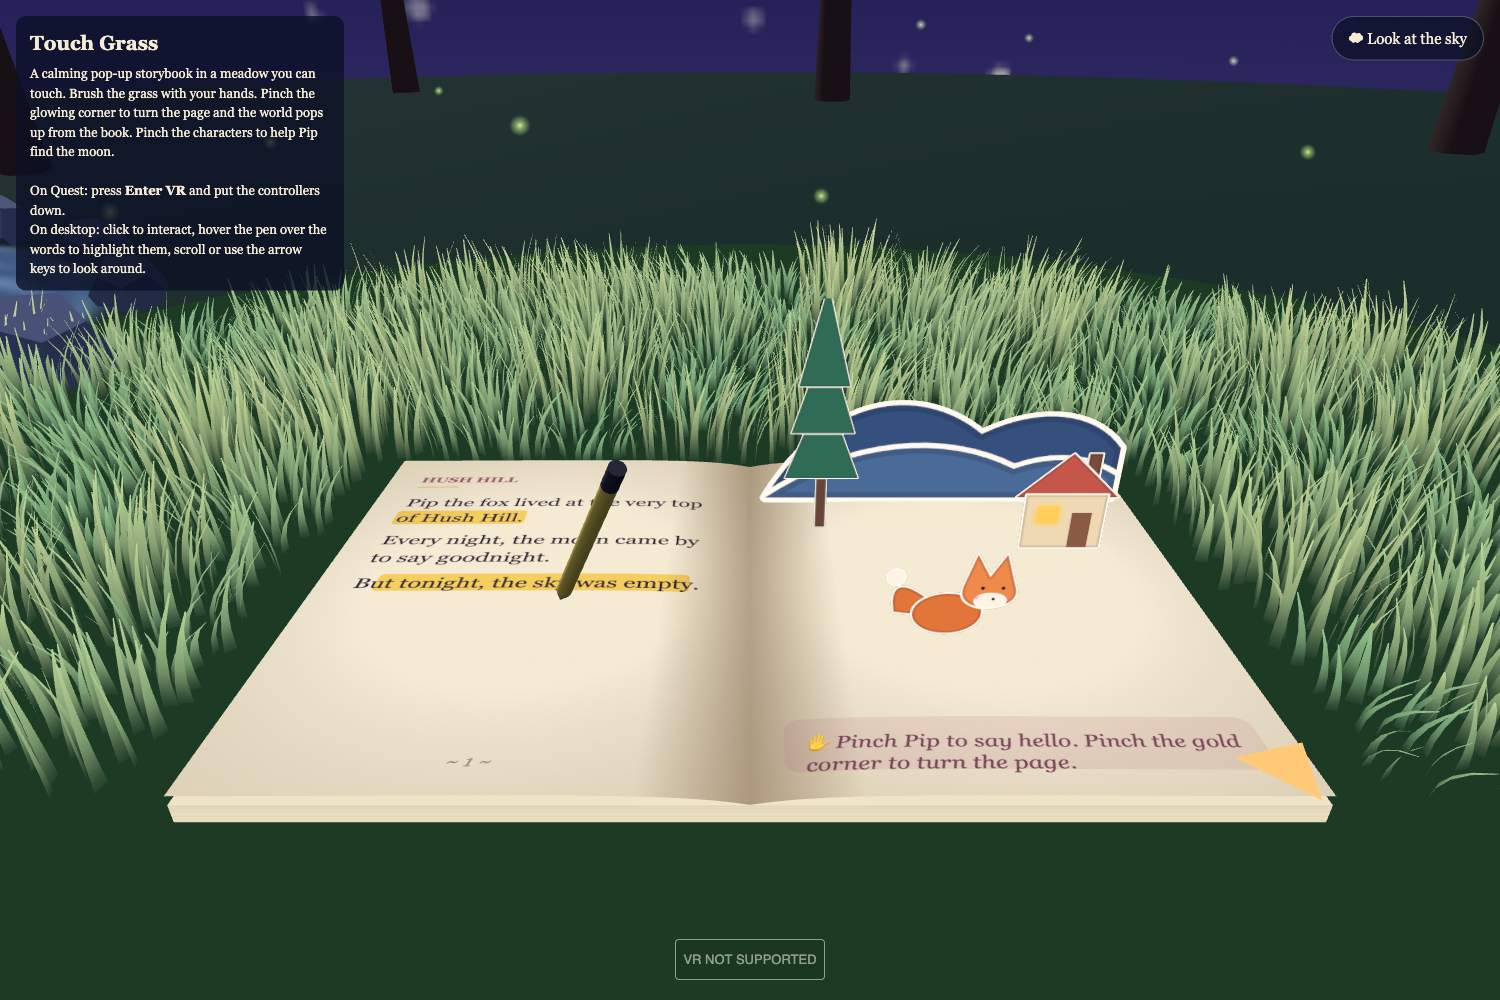 Touch Grass
A calming pop-up storybook in a meadow you can
touch. Brush the grass with your hands. Pinch the
glowing corner to turn the page and the world pops
up from the book. Pinch the characters to help Pip
find the moon.
On Quest: press Enter VR and put the controllers
down.
On desktop: click to interact, hover the pen over the
words to highlight them, scroll or use the arrow
keys to look around.
Look at the sky
HUSH HILL
Pip the fox lived at the very top
of Hush Hill.
Every night, the moon came by
to say goodnight.
But tonight, the sky was empty.
~ 1 ~
Pinch Pip to say hello. Pinch the gold
corner to turn the page.
VR NOT SUPPORTED